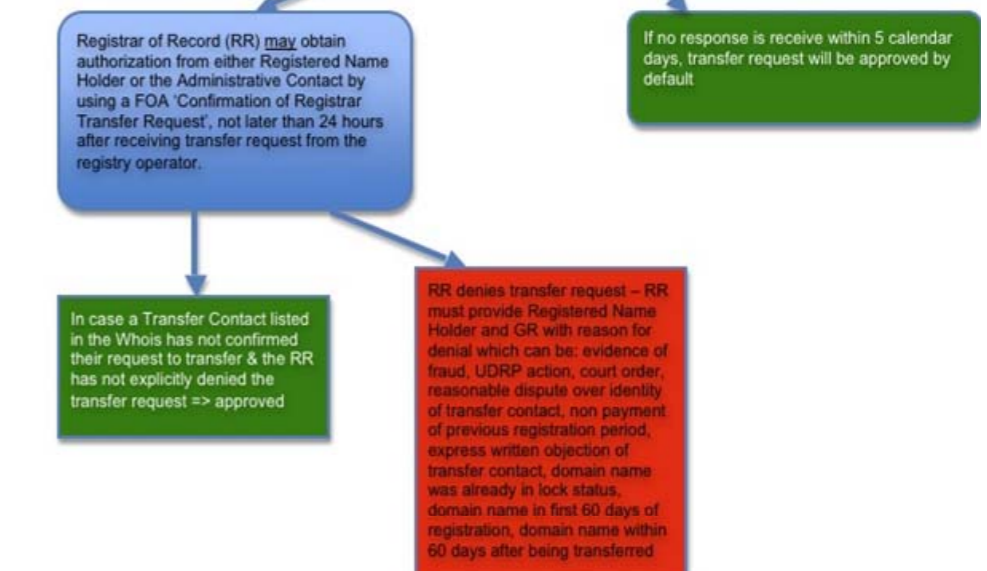 Registrar of Record (RR) may obtain
authorization from either Registered Name
Holder or the Administrative Contact by
using a FOA 'Confirmation of Registrar
Transfer Request', not later than 24 hours
after receiving transfer request from the
registry operator.
If no response is receive within 5 calendar
days, transfer request will be approved by
default
In case a Transfer Contact listed
in the Whois has not confirmed
their request to transfer & the RR
has not explicitly denied the
transfer request => approved
RR denies transfer request – RR
must provide Registered Name
Holder and GR with reason for
denial which can be: evidence of
fraud, UDRP action, court order,
reasonable dispute over identity
of transfer contact, non payment
of previous registration period,
express written objection of
transfer contact, domain name
was already in lock status,
domain name in first 60 days of
registration, domain name within
60 days after being transferred